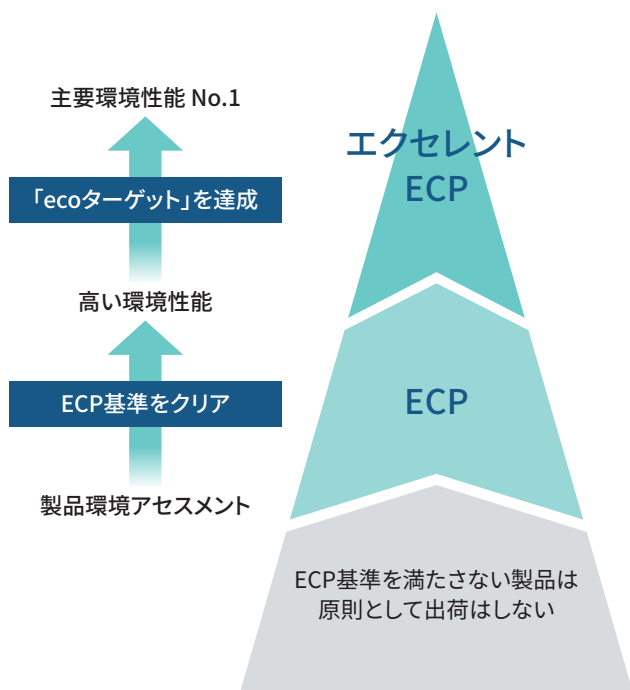 主要環境性能 No.1
「ecoターゲット」を達成
高い環境性能
ECP基準をクリア
製品環境アセスメント
エクセレント
ECP
ECP
ECP基準を満たさない製品は
原則として出荷はしない